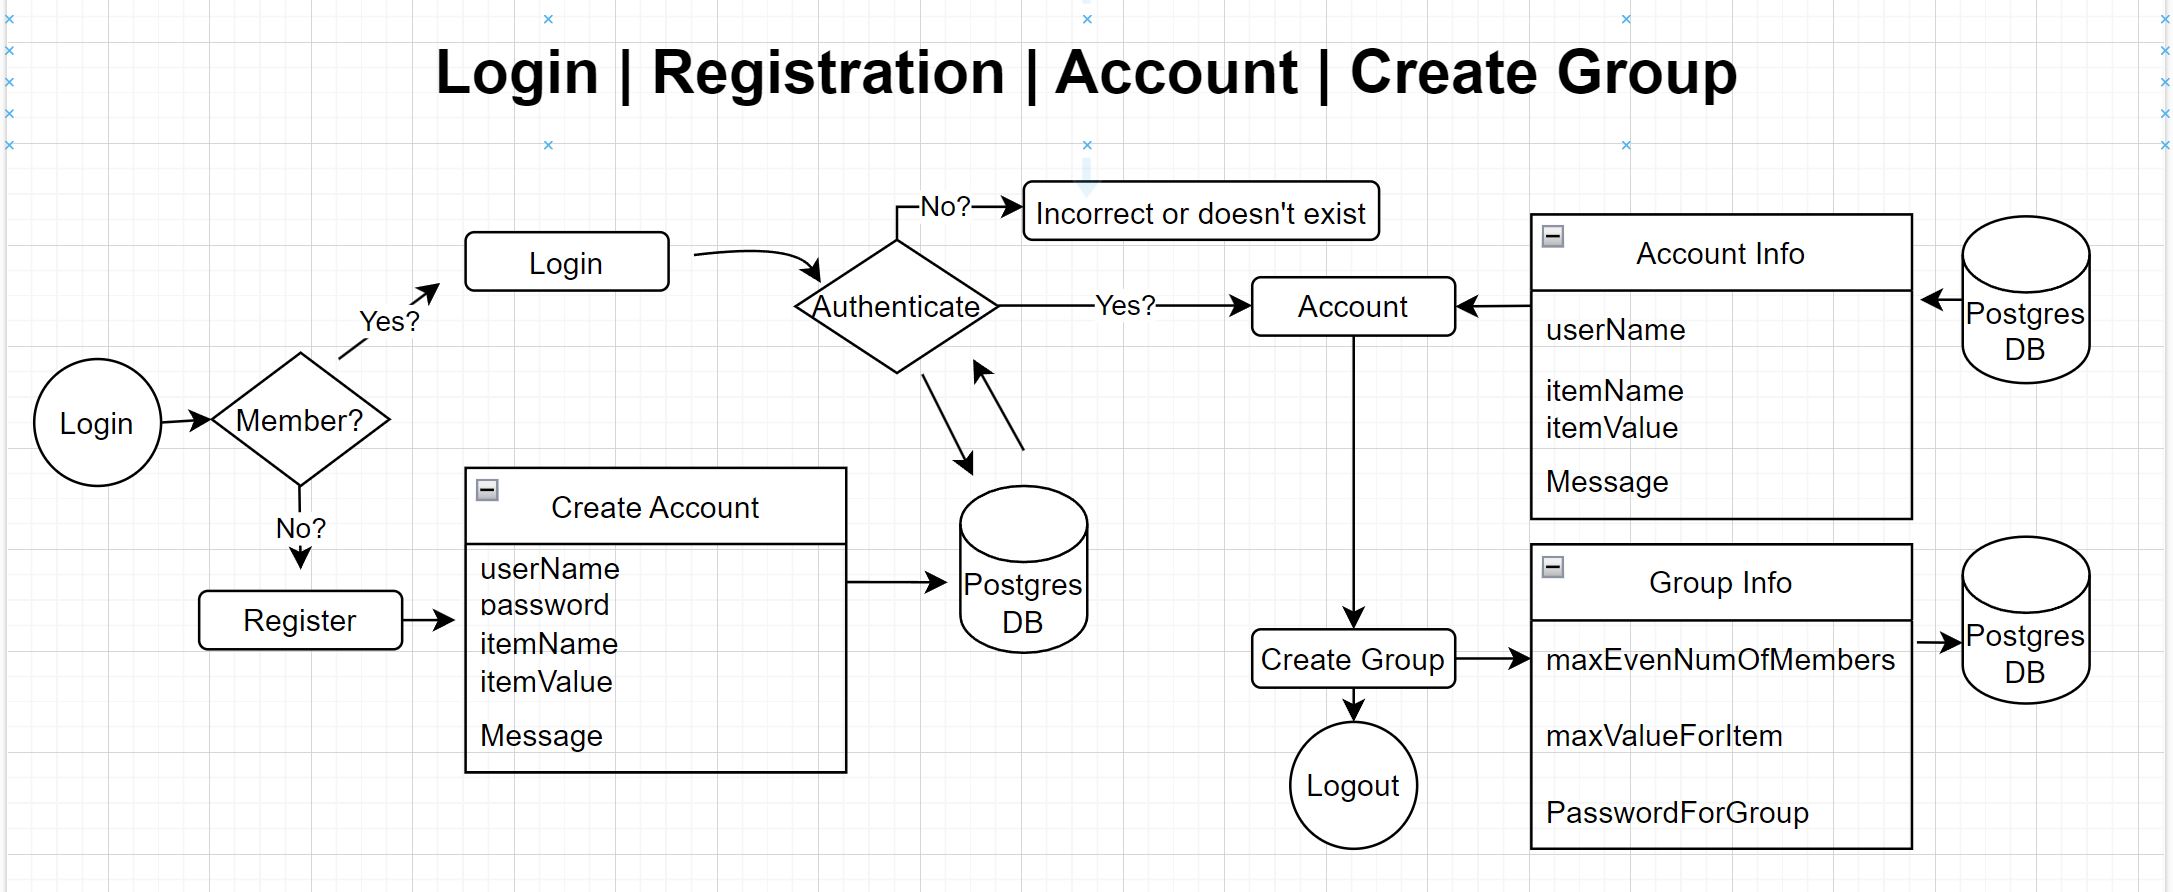 Login | Registration | Account | Create Group
No?
Incorrect or doesn't exist
Login
Authenticate
Yes?
Account
Account Info
userName
itemName
itemValue
Message
Postgres
DB
Yes?
Login
Member?
No?
Register
Create Account
userName
password
itemName
itemValue
Message
Postgres
DB
Create Group
Logout
Group Info
maxEvenNumOfMembers
maxValueForItem
PasswordForGroup
Postgres
DB